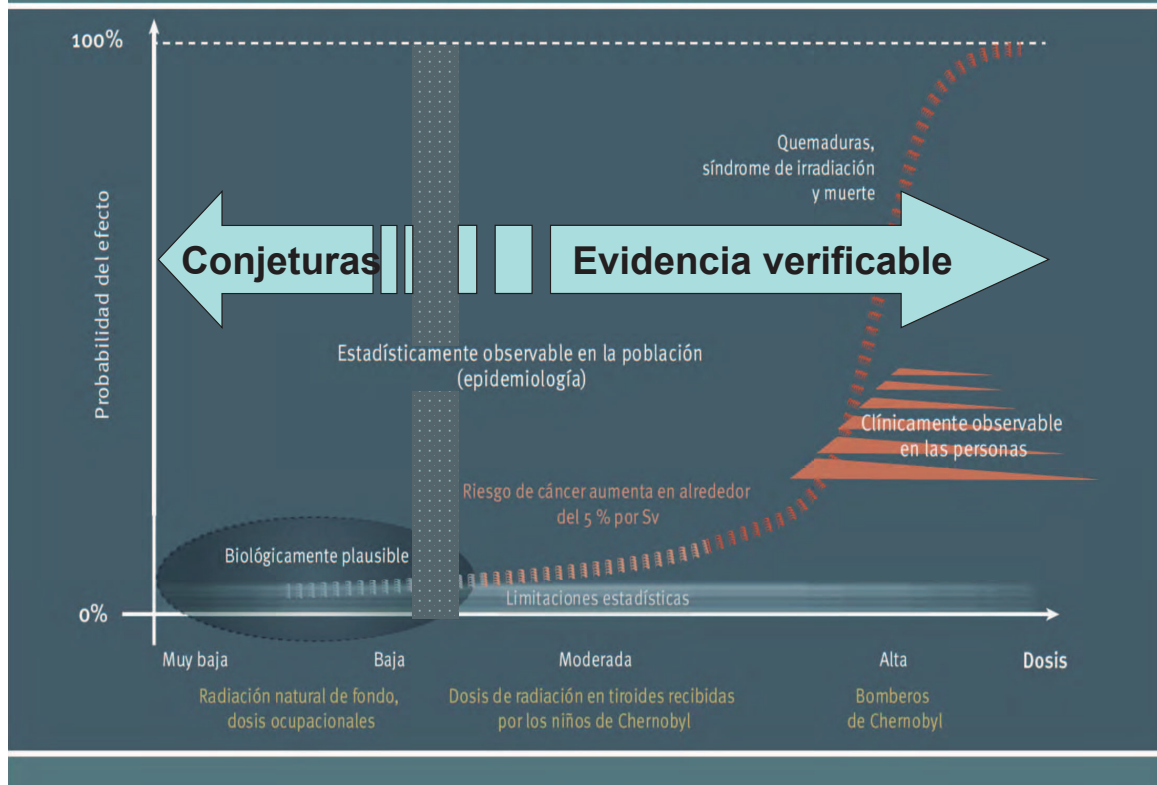 100%
Quemaduras,
síndrome de irradiación
y muerte
Probabilidad del efecto
Conjeturas
Evidencia verificable
Estadísticamente observable en la población
(epidemiología)
Clínicamente observable
en las personas
Riesgo de cáncer aumenta en alrededor
del 5 % por Sv
Biológicamente plausible
Limitaciones estadísticas
0%
Muy baja
Baja
Moderada
Alta
Dosis
Radiación natural de fondo,
dosis ocupacionales
Dosis de radiación en tiroides recibidas
por los niños de Chernobyl
Bomberos
de Chernobyl